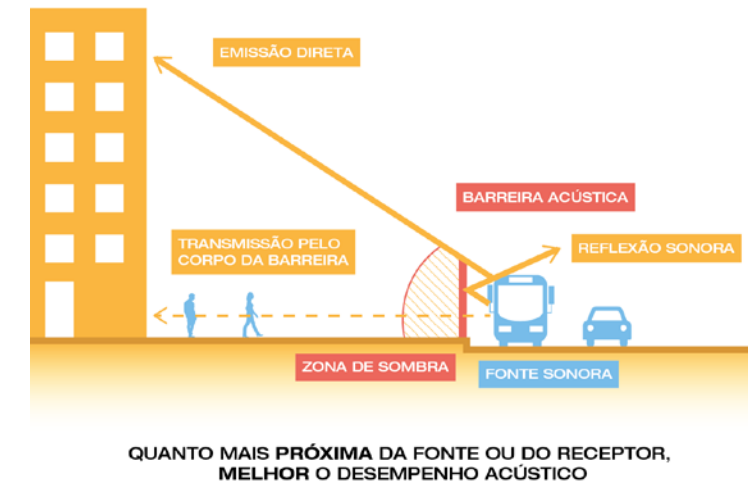 EMISSÃO DIRETA
BARREIRA ACÚSTICA
TRANSMISSÃO PELO
CORPO DA BARREIRA
REFLEXÃO SONORA
ZONA DE SOMBRA
FONTE SONORA
QUANTO MAIS PRÓXIMA DA FONTE OU DO RECEPTOR,
MELHOR O DESEMPENHO ACÚSTICO